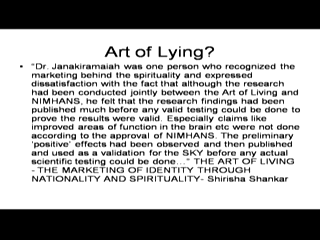 Art of Lying?
• "Dr. Janakiramaiah was one person who recognized the
marketing behind the spirituality and expressed
dissatisfaction with the fact that although the research
had been conducted jointly between the Art of Living and
NIMHANS, he felt that the research findings had been
published much before any valid testing could be done to
prove the results were valid. Especially claims like
improved areas of function in the brain etc were not done
according to the approval of NIMHANS. The preliminary
'positive' effects had been observed and then published
and used as a validation for the SKY before any actual
scientific testing could be done..." THE ART OF LIVING
- THE MARKETING OF IDENTITY THROUGH
NATIONALITY AND SPIRITUALITY- Shirisha Shankar